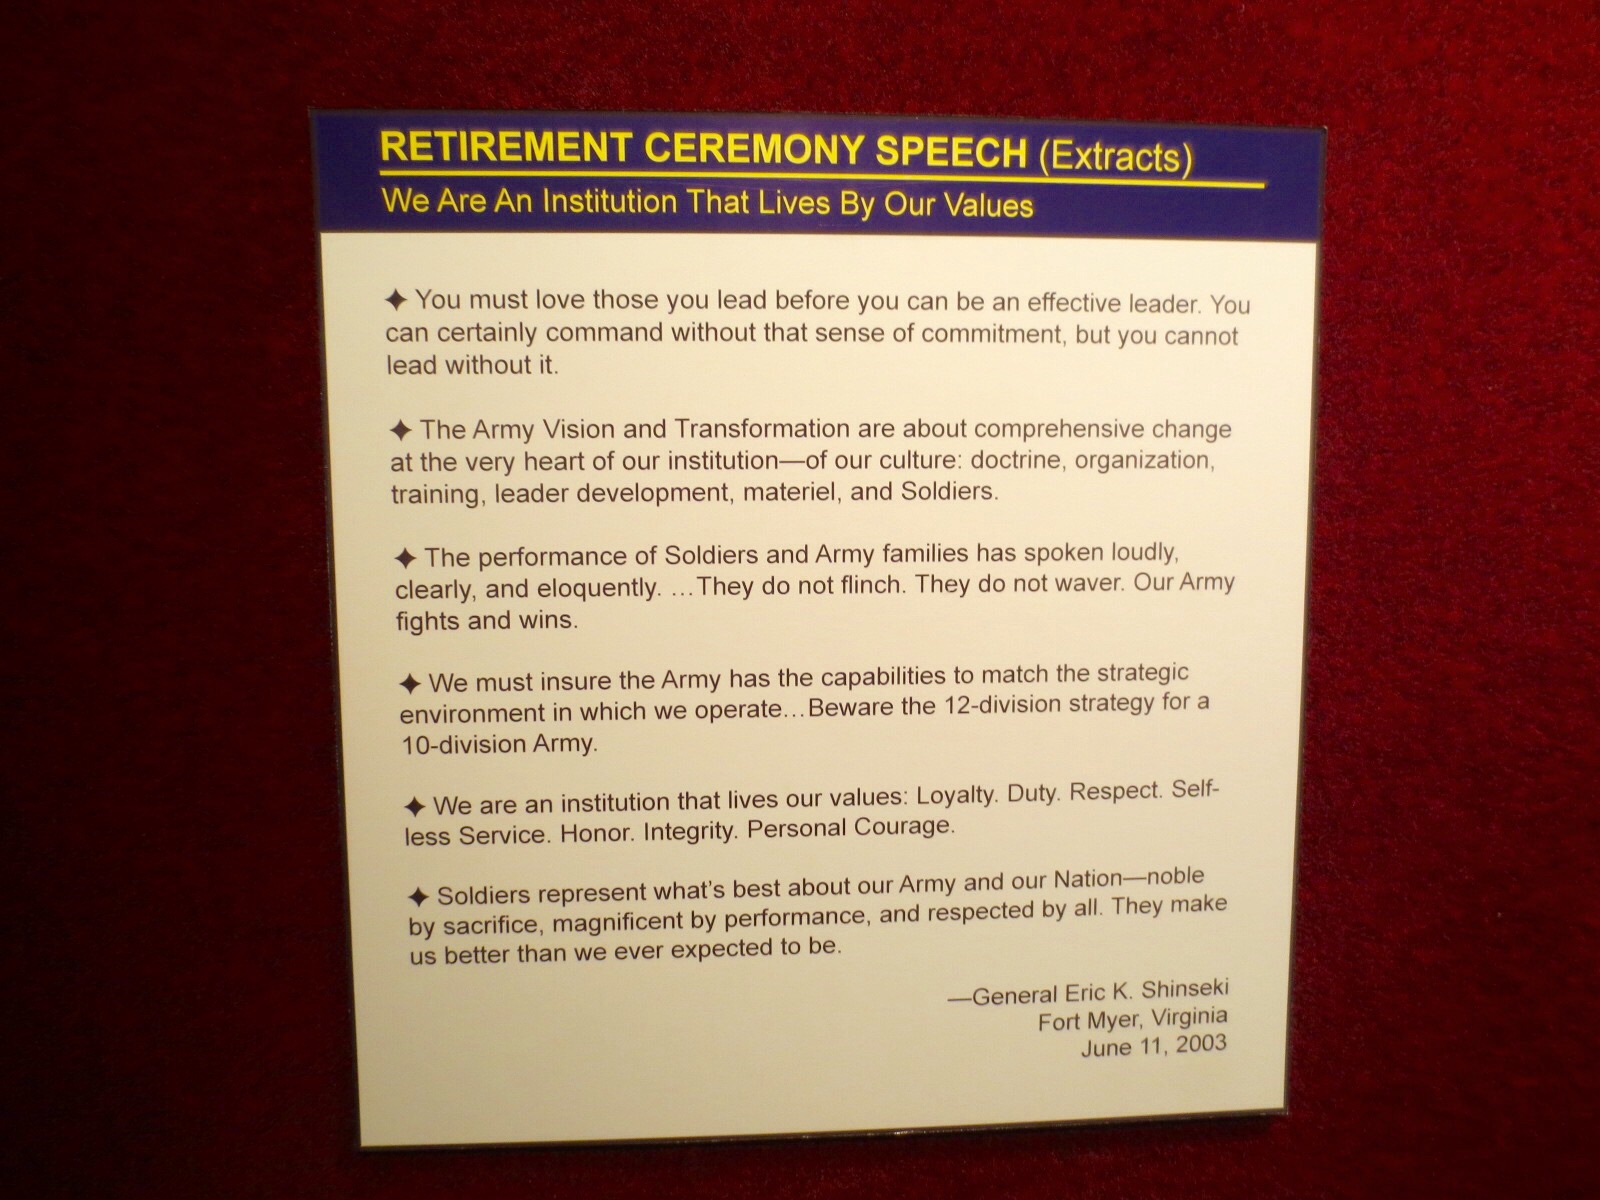 RETIREMENT CEREMONY SPEECH (Extracts)
We Are An Institution That Lives By Our Values
✦ You must love those you lead before you can be an effective leader. You
can certainly command without that sense of commitment, but you cannot
lead without it.
✦ The Army Vision and Transformation are about comprehensive change
at the very heart of our institution—of our culture: doctrine, organization,
training, leader development, materiel, and Soldiers.
✦ The performance of Soldiers and Army families has spoken loudly,
clearly, and eloquently. …They do not flinch. They do not waver. Our Army
fights and wins.
✦ We must insure the Army has the capabilities to match the strategic
environment in which we operate…Beware the 12-division strategy for a
10-division Army.
✦ We are an institution that lives our values: Loyalty. Duty. Respect. Self-
less Service. Honor. Integrity. Personal Courage.
✦ Soldiers represent what's best about our Army and our Nation—noble
by sacrifice, magnificent by performance, and respected by all. They make
us better than we ever expected to be.
—General Eric K. Shinseki
Fort Myer, Virginia
June 11, 2003